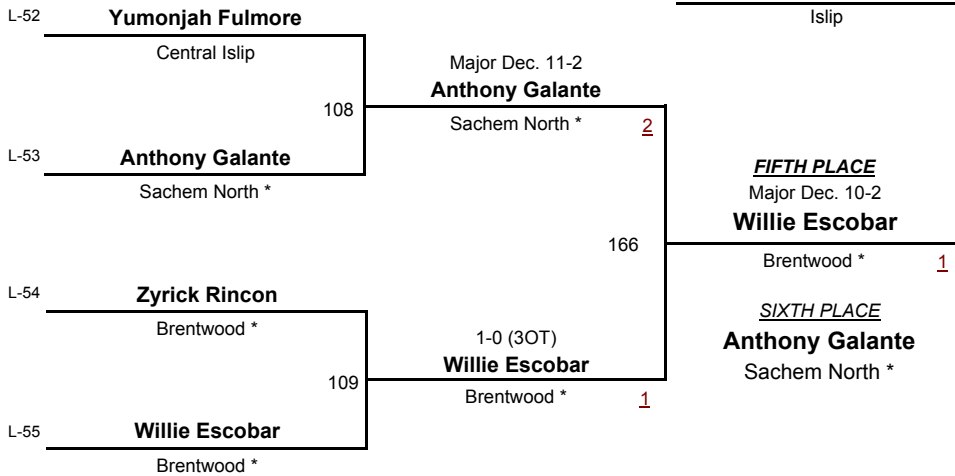 L-52 Yumonjah Fulmore
Islip
Central Islip
Major Dec. 11-2
108 Anthony Galante
Sachem North * 2
L-53 Anthony Galante
Sachem North *
FIFTH PLACE
Major Dec. 10-2
Willie Escobar
166
Brentwood * 1
L-54 Zyrick Rincon
Brentwood *
SIXTH PLACE
Anthony Galante
Sachem North *
1-0 (3OT)
Willie Escobar
109
Brentwood * 1
L-55 Willie Escobar
Brentwood *